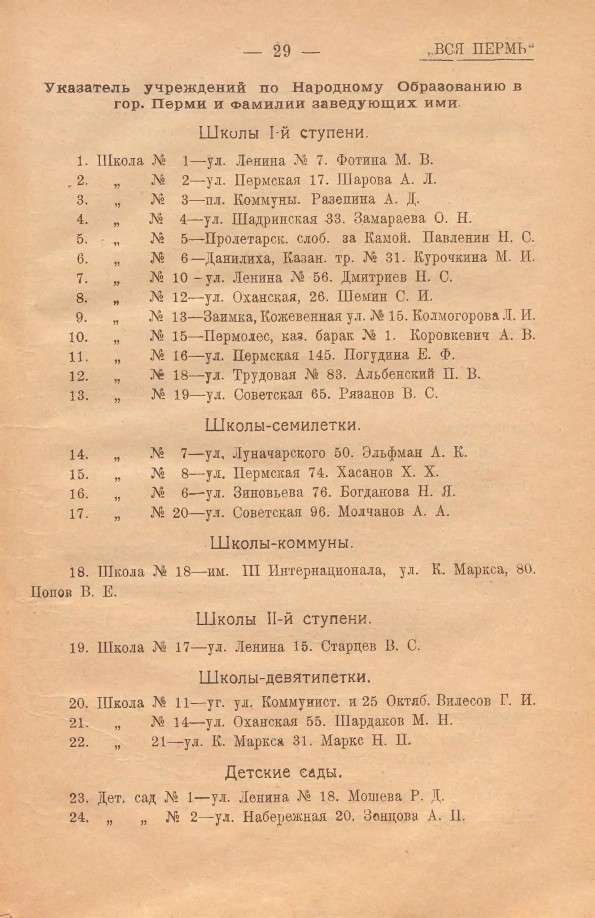 — 29 —
„ВСЯ ПЕРМЬ“
Указатель учреждений по Народному Образованию в
гор. Перми и фамилии заведующих ими.
Школы I-й ступени.
1. Школа № 1—ул. Ленина № 7. Фотина М. В.
2. „ № 2—ул. Пермская 17. Шарова А. Л.
3. „ № 3—пл. Коммуны. Разепина А. Д.
4. „ № 4—ул. Шадринская 33. Замараева О. Н.
5. „ № 5—Пролетарск. слоб. за Камой. Павленин Н. С.
6. „ № 6—Данилиха, Казан. тр. № 31. Курочкина М. И.
7. „ № 10-ул. Ленина № 56. Дмитриев Н. С.
8. „ № 12—ул. Оханская, 26. Шемин С. И.
9. „ № 13—Заимка, Кожевенная ул. № 15. Колмогорова Л. И.
10. „ № 15—Пермолес, каз. барак № 1. Коровкевич А. В.
11. „ № 16—ул. Пермская 145. Погудина Е. Ф.
12. „ № 18—ул. Трудовая № 83. Альбенский П. В.
13. „ № 19—ул. Советская 65. Рязанов В. С.
Школы-семилетки.
14. „ № 7—ул. Луначарского 50. Эльфман А. К.
15. „ № 8—ул. Пермская 74. Хасанов Х. Х.
16. „ № 6—ул. Зиновьева 76. Богданова Н. Я.
17. „ № 20—ул. Советская 96. Молчанов А. А.
Школы-коммуны.
18. Школа № 18—им. III Интернационала, ул. К. Маркса, 80.
Попов В. Е.
Школы II-й ступени.
19. Школа № 17—ул. Ленина 15. Старцев В. С.
Школы-девятипетки.
20. Школа № 11—уг. ул. Коммунист. и 25 Октяб. Вилесов Г. И.
21. „ № 14—ул. Оханская 55. Шардаков М. Н.
22. „ 21—ул. К. Маркса 31. Маркс Н. П.
Детские сады.
23. Дет. сад № 1—ул. Ленина № 18. Мошева Р. Д.
24. „ „ № 2—ул. Набережная 20. Зенцова А. П.